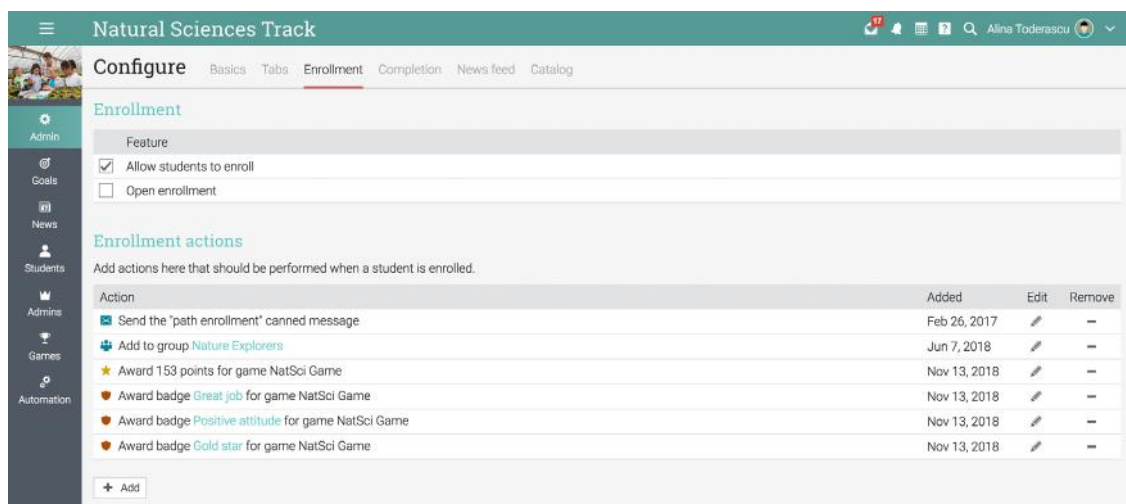 Natural Sciences Track
17
Alina Toderascu
Configure Basics Tabs Enrollment Completion News feed Catalog
Admin
Goals
News
Students
Admins
Games
Automation
Enrollment
Feature
Allow students to enroll
Open enrollment
Enrollment actions
Add actions here that should be performed when a student is enrolled.
Action Added Edit Remove
Send the "path enrollment" canned message Feb 26, 2017
Add to group Nature Explorers Jun 7, 2018
Award 153 points for game NatSci Game Nov 13, 2018
Award badge Great job for game NatSci Game Nov 13, 2018
Award badge Positive attitude for game NatSci Game Nov 13, 2018
Award badge Gold star for game NatSci Game Nov 13, 2018
+ Add